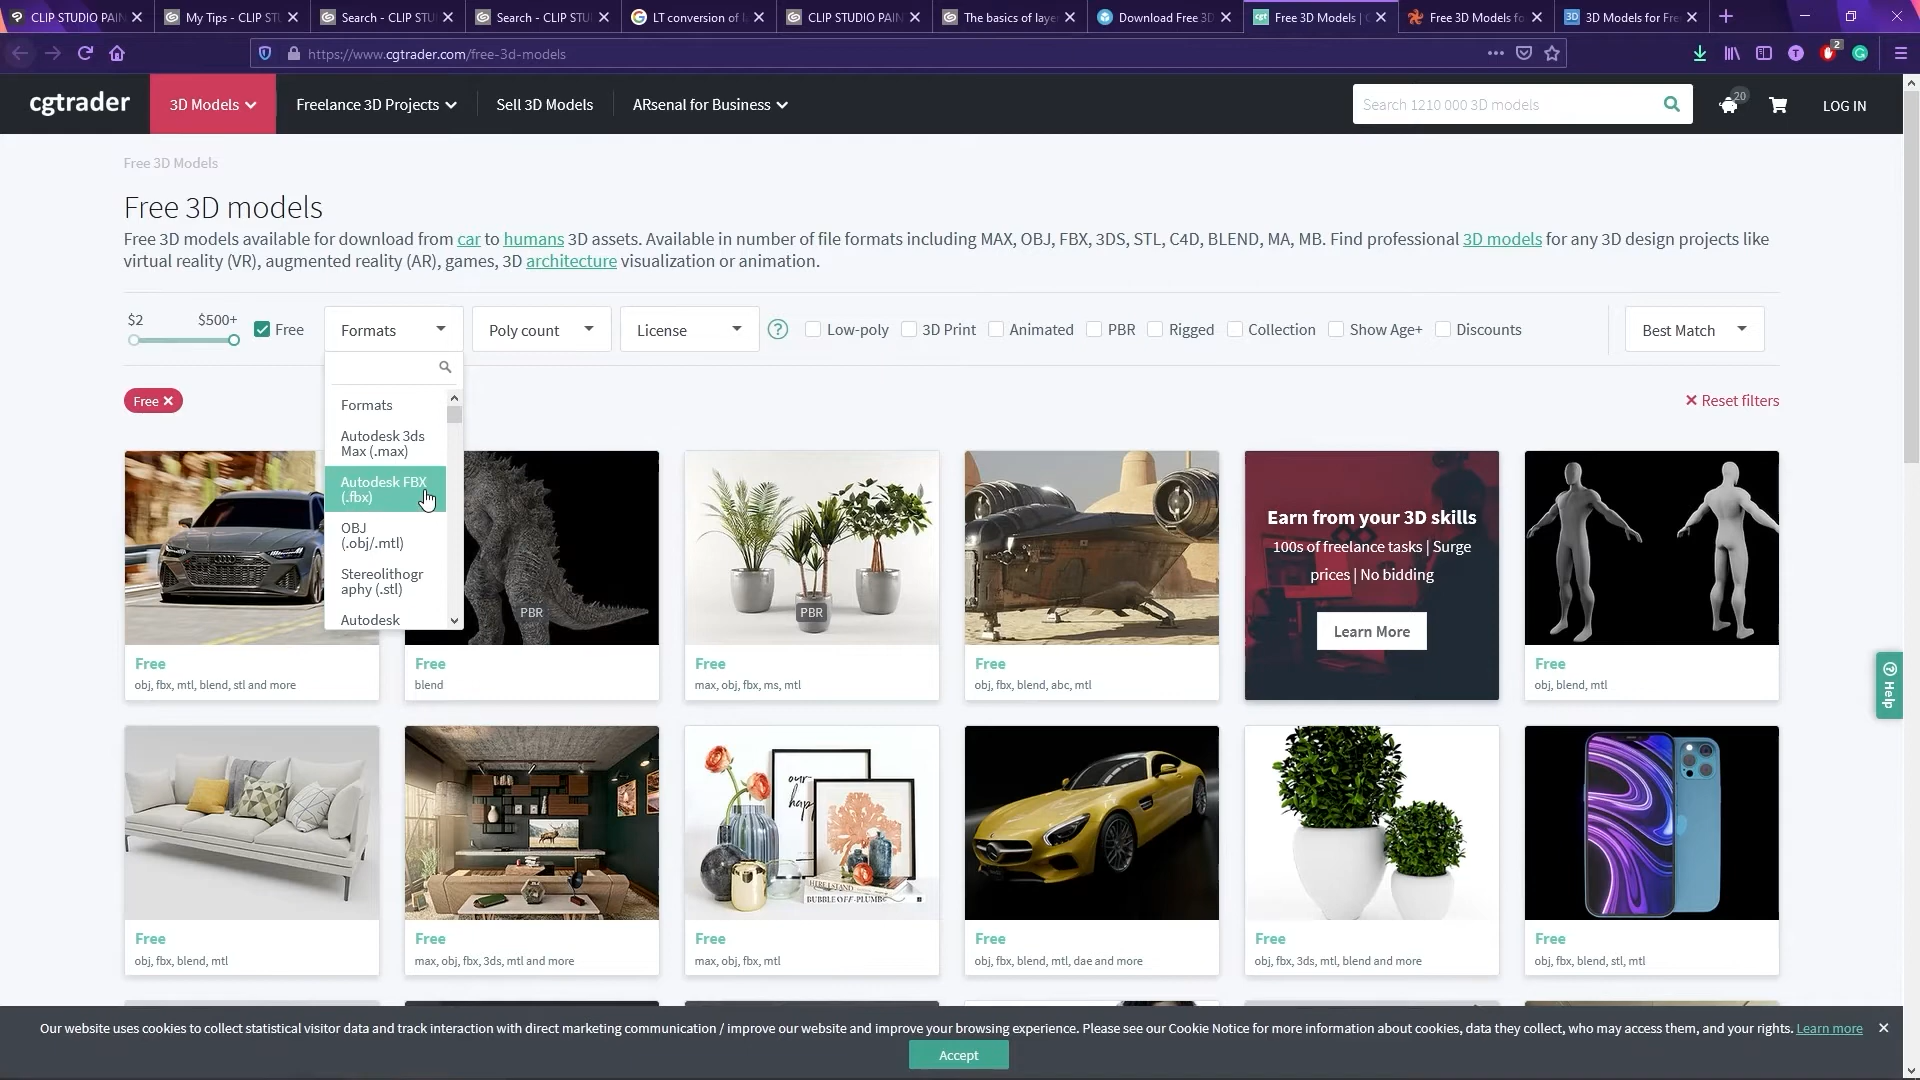 CLIP STUDIO PAIN
My Tips - CLIP STUDI
Search - CLIP STUD
Search - CLIP STUD
LT conversion of l
CLIP STUDIO PAIN
The basics of laye
Download Free 3D
Free 3D Models | C
Free 3D Models fo
3D Models for Fre
https://www.cgtrader.com/free-3d-models
2
cgtrader
3D Models
Freelance 3D Projects
Sell 3D Models
ARsenal for Business
Search 1210 000 3D models
20
LOG IN
Free 3D Models
Free 3D models
Free 3D models available for download from car to humans 3D assets. Available in number of file formats including MAX, OBJ, FBX, 3DS, STL, C4D, BLEND, MA, MB. Find professional 3D models for any 3D design projects like
virtual reality (VR), augmented reality (AR), games, 3D architecture visualization or animation.
$2
$500+
Free
Formats
Poly count
License
?
Low-poly
3D Print
Animated
PBR
Rigged
Collection
Show Age+
Discounts
Best Match
Free
Reset filters
Formats
Autodesk 3ds
Max (.max)
Autodesk FBX
(.fbx)
OBJ
(.obj/.mtl)
Stereolithogr
aphy (.stl)
Autodesk
PBR
PBR
Earn from your 3D skills
100s of freelance tasks | Surge
prices | No bidding
Learn More
Free
obj, fbx, mtl, blend, stl and more
Free
blend
Free
max, obj, fbx, ms, mtl
Free
obj, fbx, blend, abc, mtl
Free
obj, blend, mtl
Help
our
hap
HERE I STAND
BUBBLE OFF-PLUMB
Free
obj, fbx, blend, mtl
Free
max, obj, fbx, 3ds, mtl and more
Free
max, obj, fbx, mtl
Free
obj, fbx, blend, mtl, dae and more
Free
obj, fbx, 3ds, mtl, blend and more
Free
obj, fbx, blend, stl, mtl
Our website uses cookies to collect statistical visitor data and track interaction with direct marketing communication / improve our website and improve your browsing experience. Please see our Cookie Notice for more information about cookies, data they collect, who may access them, and your rights. Learn more
Accept